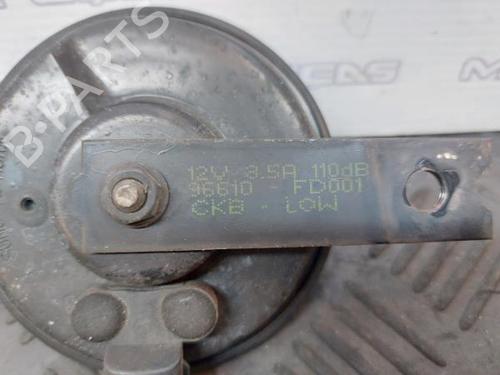 B-PARTS
12V 3.5A 110dB
96610 - FD001
CKB - LOW